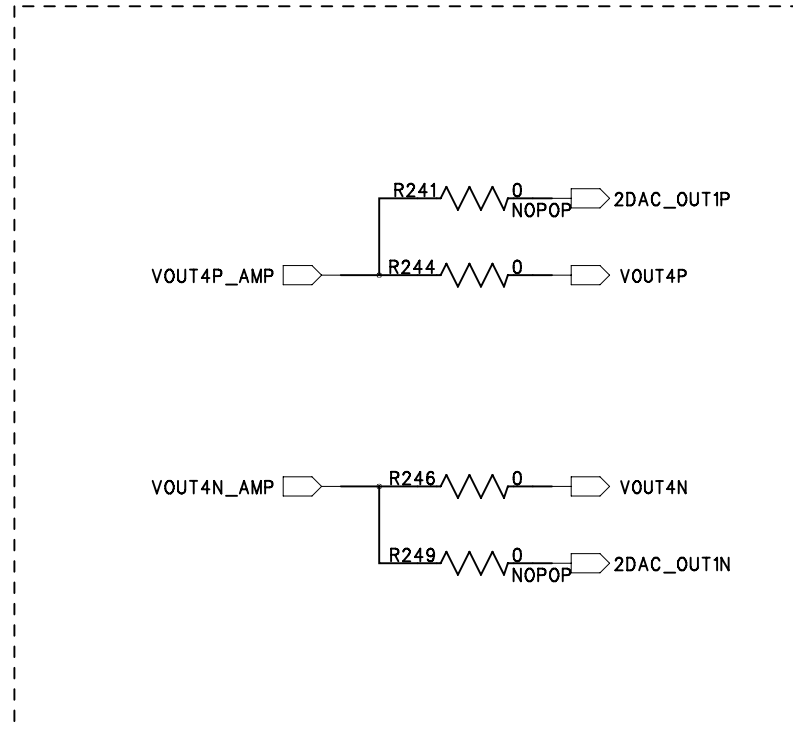 R241 0 2DAC_OUT1P
NOPOP
VOUT4P_AMP R244 0 VOUT4P
VOUT4N_AMP R246 0 VOUT4N
R249 0 2DAC_OUT1N
NOPOP